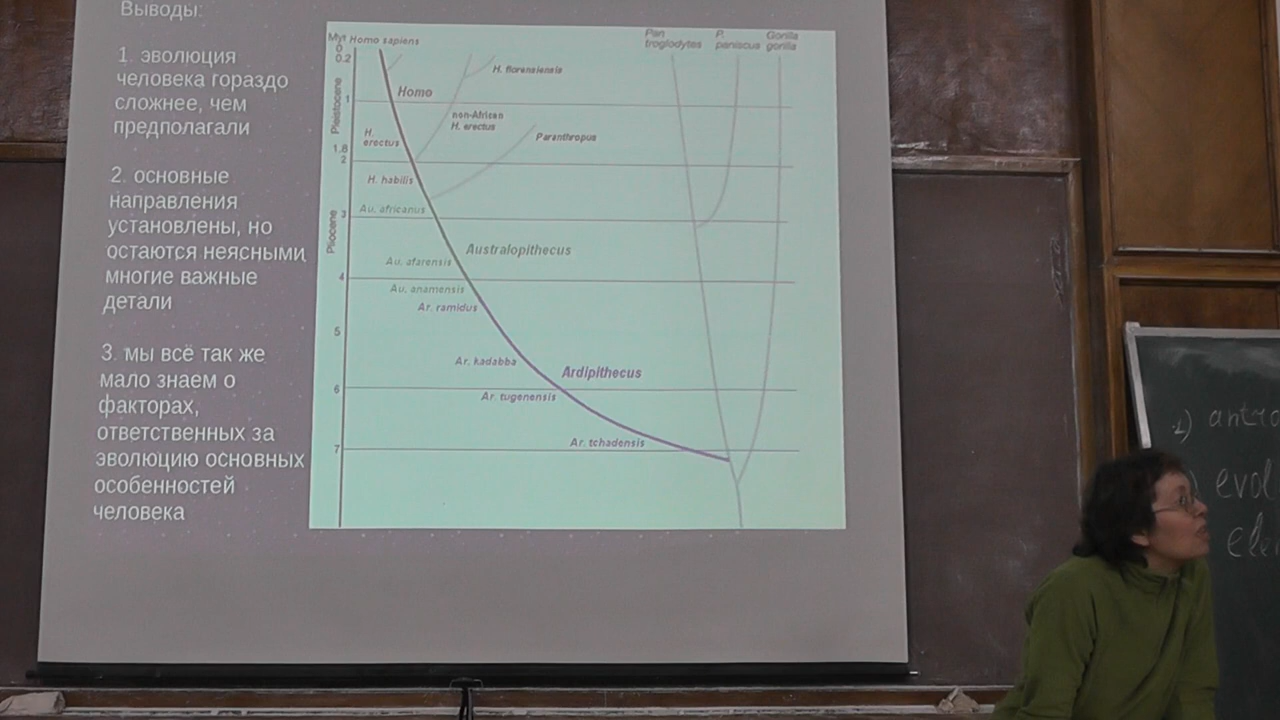 Выводы:
1. эволюция
человека гораздо
сложнее, чем
предполагали
2. основные
направления
установлены, но
остаются неясными
многие важные
детали
3. мы всё так же
мало знаем о
факторах,
ответственных за
эволюцию основных
особенностей
человека
Myr Homo sapiens
Pan
troglodytes
P.
paniscus
Gorilla
gorilla
0
0.2
H. floresiensis
Homo
Pleistocene
1
non-African
H. erectus
H.
erectus
Paranthropus
1.8
2
H. habilis
Au. africanus
3
Pliocene
Australopithecus
Au. afarensis
4
Au. anamensis
Ar. ramidus
5
Ar. kadabba
Ardipithecus
6
Ar. tugenensis
Ar. tchadensis
7